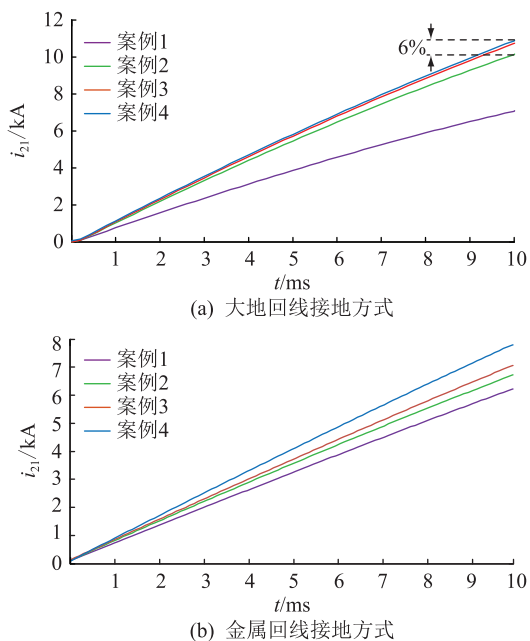 12
10
8
6
4
2
0
i₂₁/kA
案例1
案例2
案例3
案例4
6%
1 2 3 4 5 6 7 8 9 10
t/ms
(a) 大地回线接地方式
8
7
6
5
4
3
2
1
0
i₂₁/kA
案例1
案例2
案例3
案例4
1 2 3 4 5 6 7 8 9 10
t/ms
(b) 金属回线接地方式